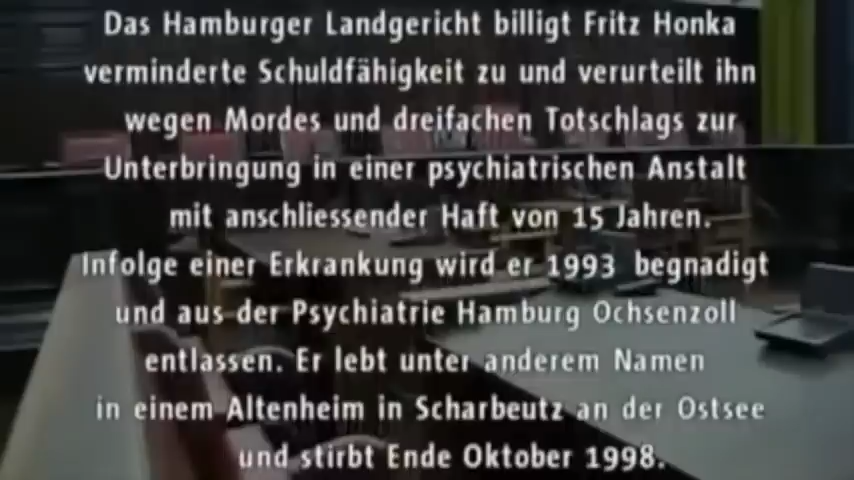 Das Hamburger Landgericht billigt Fritz Honka
verminderte Schuldfähigkeit zu und verurteilt ihn
wegen Mordes und dreifachen Totschlags zur
Unterbringung in einer psychiatrischen Anstalt
mit anschliessender Haft von 15 Jahren.
Infolge einer Erkrankung wird er 1993 begnadigt
und aus der Psychiatrie Hamburg Ochsenzoll
entlassen. Er lebt unter anderem Namen
in einem Altenheim in Scharbeutz an der Ostsee
und stirbt Ende Oktober 1998.